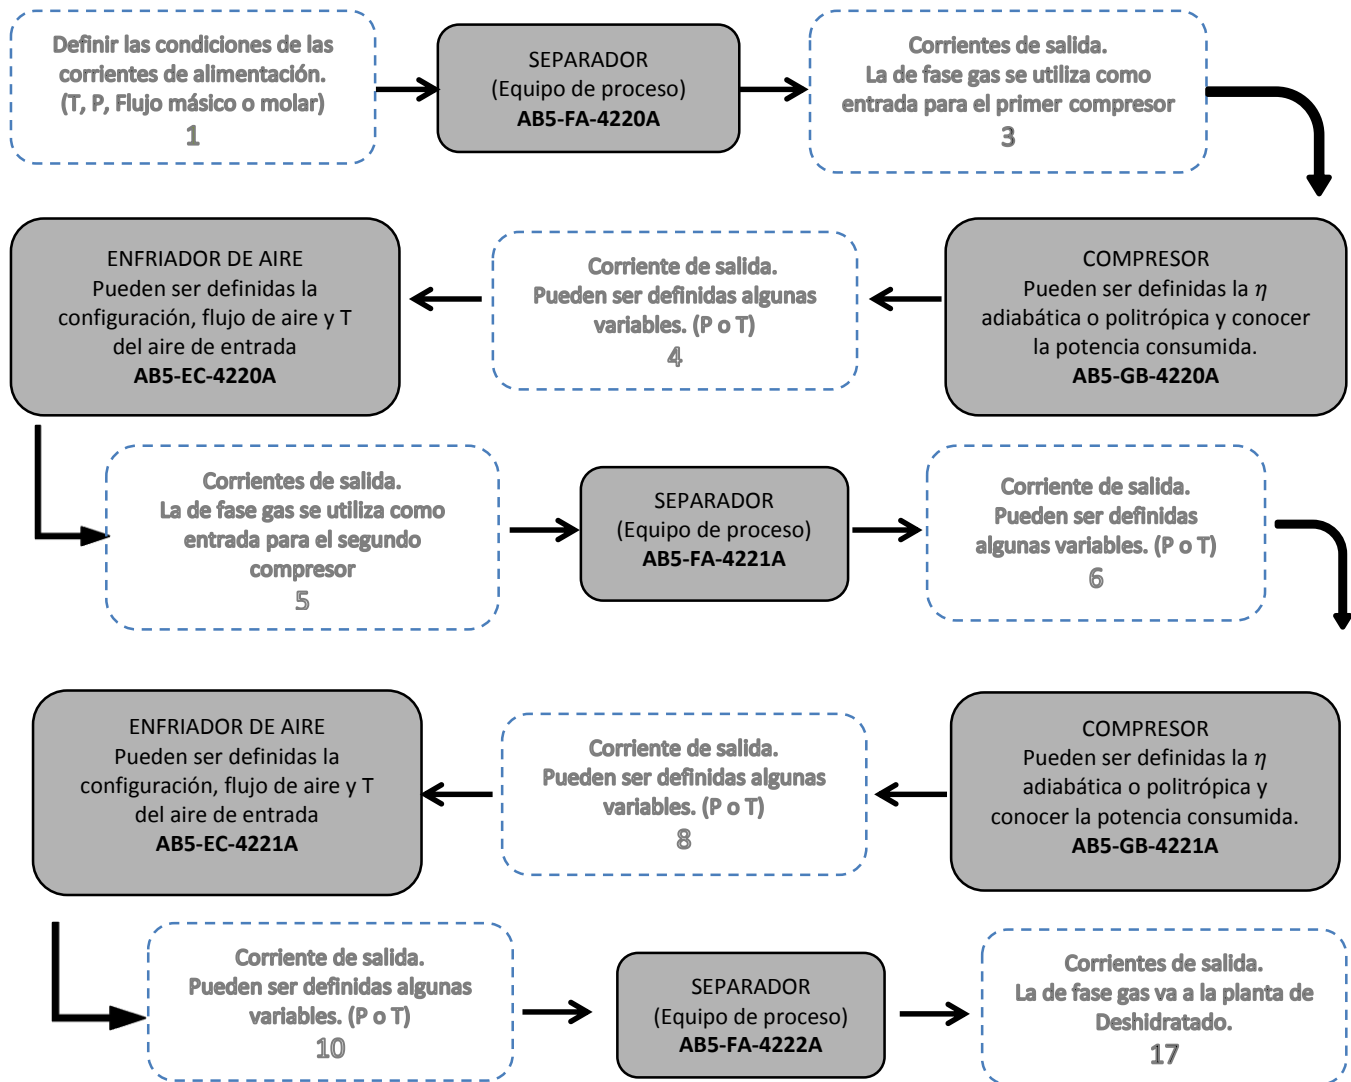 Definir las condiciones de las
corrientes de alimentación.
(T, P, Flujo másico o molar)
1
SEPARADOR
(Equipo de proceso)
AB5-FA-4220A
Corrientes de salida.
La de fase gas se utiliza como
entrada para el primer compresor
3
ENFRIADOR DE AIRE
Pueden ser definidas la
configuración, flujo de aire y T
del aire de entrada
AB5-EC-4220A
Corriente de salida.
Pueden ser definidas algunas
variables. (P o T)
4
COMPRESOR
Pueden ser definidas la η
adiabática o politrópica y conocer
la potencia consumida.
AB5-GB-4220A
Corrientes de salida.
La de fase gas se utiliza como
entrada para el segundo
compresor
5
SEPARADOR
(Equipo de proceso)
AB5-FA-4221A
Corriente de salida.
Pueden ser definidas
algunas variables. (P o T)
6
ENFRIADOR DE AIRE
Pueden ser definidas la
configuración, flujo de aire y T
del aire de entrada
AB5-EC-4221A
Corriente de salida.
Pueden ser definidas algunas
variables. (P o T)
8
COMPRESOR
Pueden ser definidas la η
adiabática o politrópica y
conocer la potencia consumida.
AB5-GB-4221A
Corriente de salida.
Pueden ser definidas algunas
variables. (P o T)
10
SEPARADOR
(Equipo de proceso)
AB5-FA-4222A
Corrientes de salida.
La de fase gas va a la planta de
Deshidratado.
17